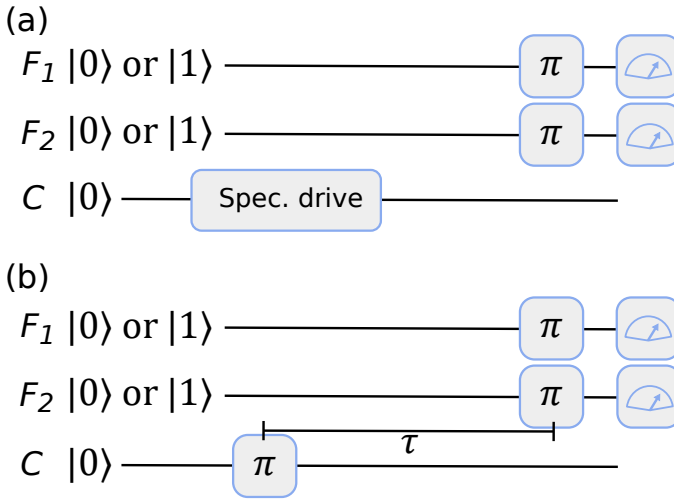 (a)
F₁ |0⟩ or |1⟩ π
F₂ |0⟩ or |1⟩ π
C |0⟩ Spec. drive
(b)
F₁ |0⟩ or |1⟩ π
F₂ |0⟩ or |1⟩ π
τ
C |0⟩ π